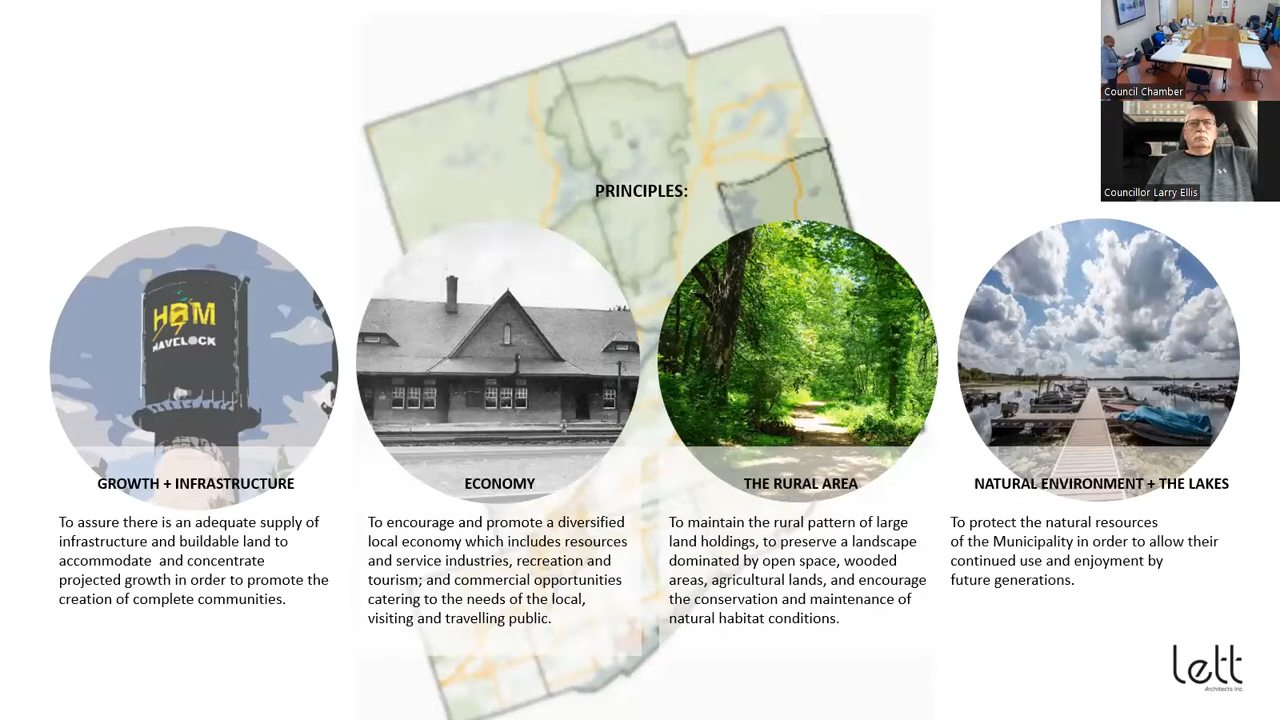 Council Chamber
Councillor Larry Ellis
PRINCIPLES:
HBM
HAVELOCK
GROWTH + INFRASTRUCTURE
To assure there is an adequate supply of
infrastructure and buildable land to
accommodate and concentrate
projected growth in order to promote the
creation of complete communities.
ECONOMY
To encourage and promote a diversified
local economy which includes resources
and service industries, recreation and
tourism; and commercial opportunities
catering to the needs of the local,
visiting and travelling public.
THE RURAL AREA
To maintain the rural pattern of large
land holdings, to preserve a landscape
dominated by open space, wooded
areas, agricultural lands, and encourage
the conservation and maintenance of
natural habitat conditions.
NATURAL ENVIRONMENT + THE LAKES
To protect the natural resources
of the Municipality in order to allow their
continued use and enjoyment by
future generations.
lett
Architects inc.